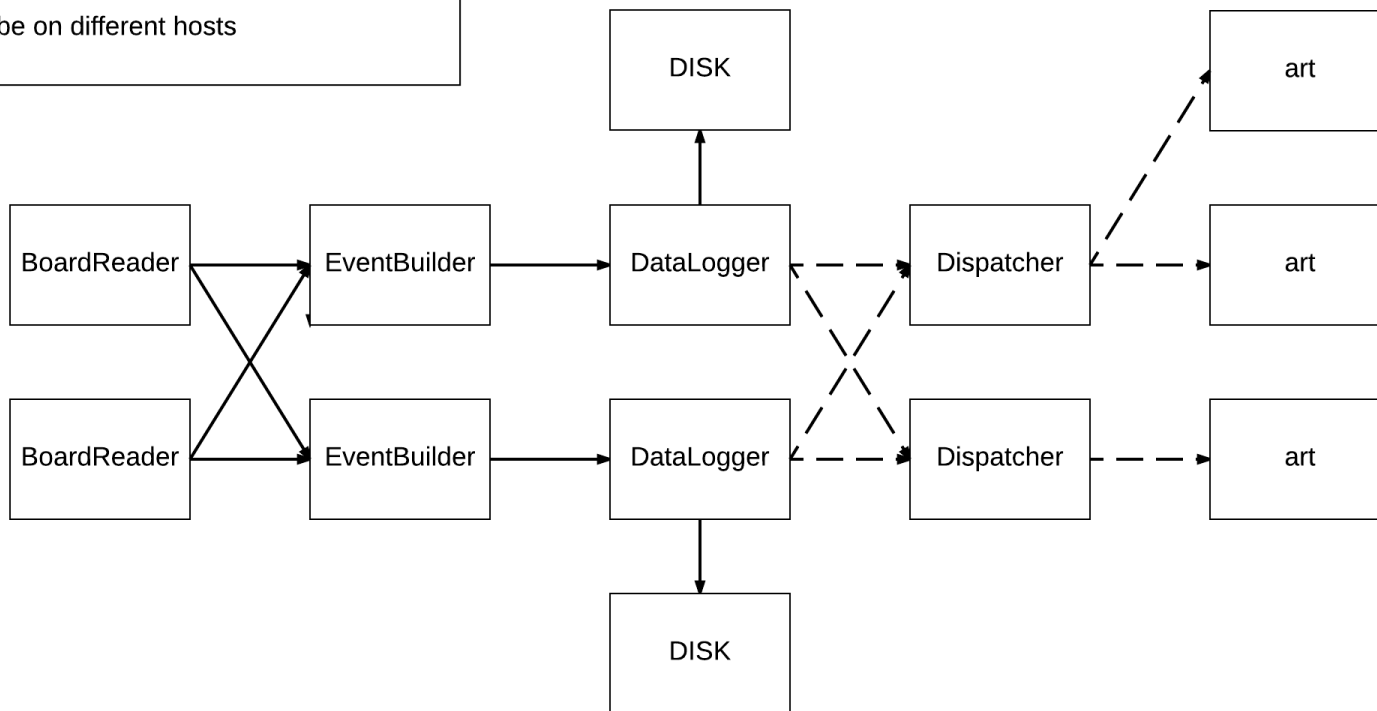 be on different hosts
DISK
art
BoardReader
EventBuilder
DataLogger
Dispatcher
art
BoardReader
EventBuilder
DataLogger
Dispatcher
art
DISK